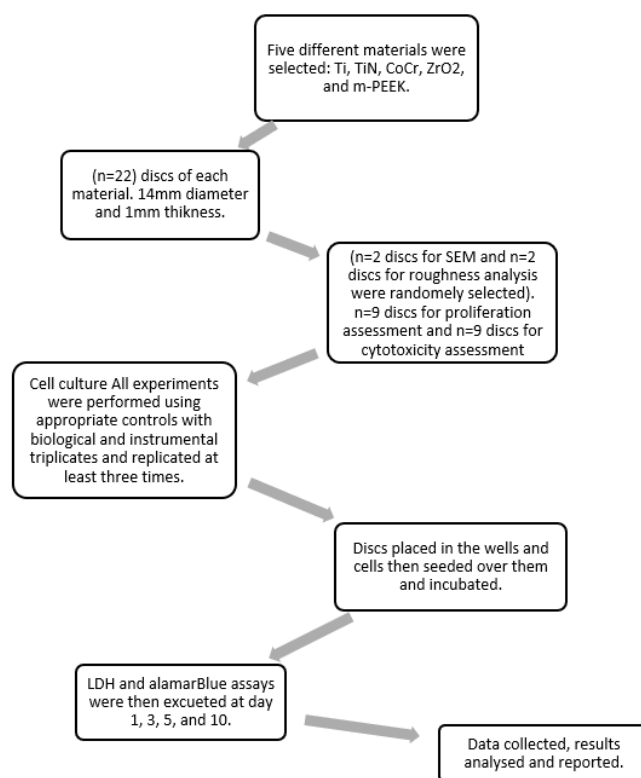 Five different materials were
selected: Ti, TiN, CoCr, ZrO2,
and m-PEEK.
(n=22) discs of each
material. 14mm diameter
and 1mm thikness.
(n=2 discs for SEM and n=2
discs for roughness analysis
were randomely selected).
n=9 discs for proliferation
assessment and n=9 discs for
cytotoxicity assessment
Cell culture All experiments
were performed using
appropriate controls with
biological and instrumental
triplicates and replicated at
least three times.
Discs placed in the wells and
cells then seeded over them
and incubated.
LDH and alamarBlue assays
were then excueted at day
1, 3, 5, and 10.
Data collected, results
analysed and reported.